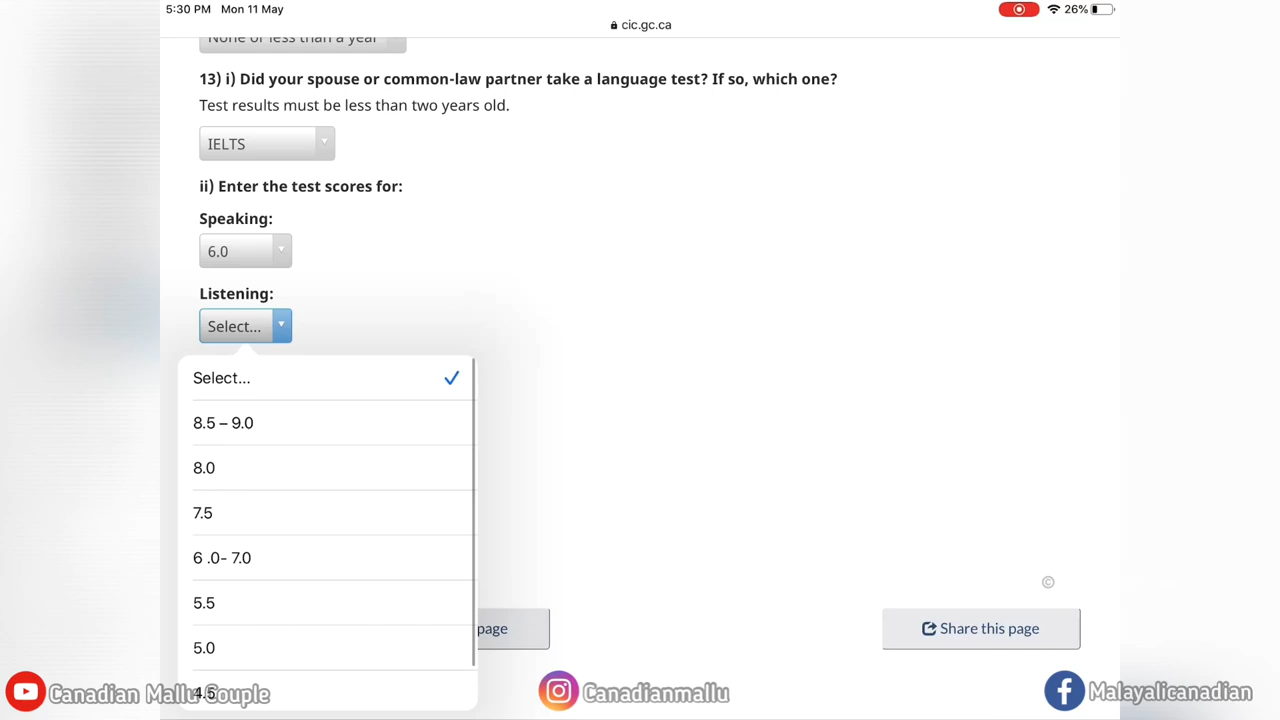 5:30 PM Mon 11 May
26%
cic.gc.ca
None or less than a year
13) i) Did your spouse or common-law partner take a language test? If so, which one?
Test results must be less than two years old.
IELTS
ii) Enter the test scores for:
Speaking:
6.0
Listening:
Select...
Select...
8.5 – 9.0
8.0
7.5
6 .0- 7.0
5.5
5.0
4.5
page
©
Share this page
Canadian Mallu Couple
Canadianmallu
Malayalicanadian